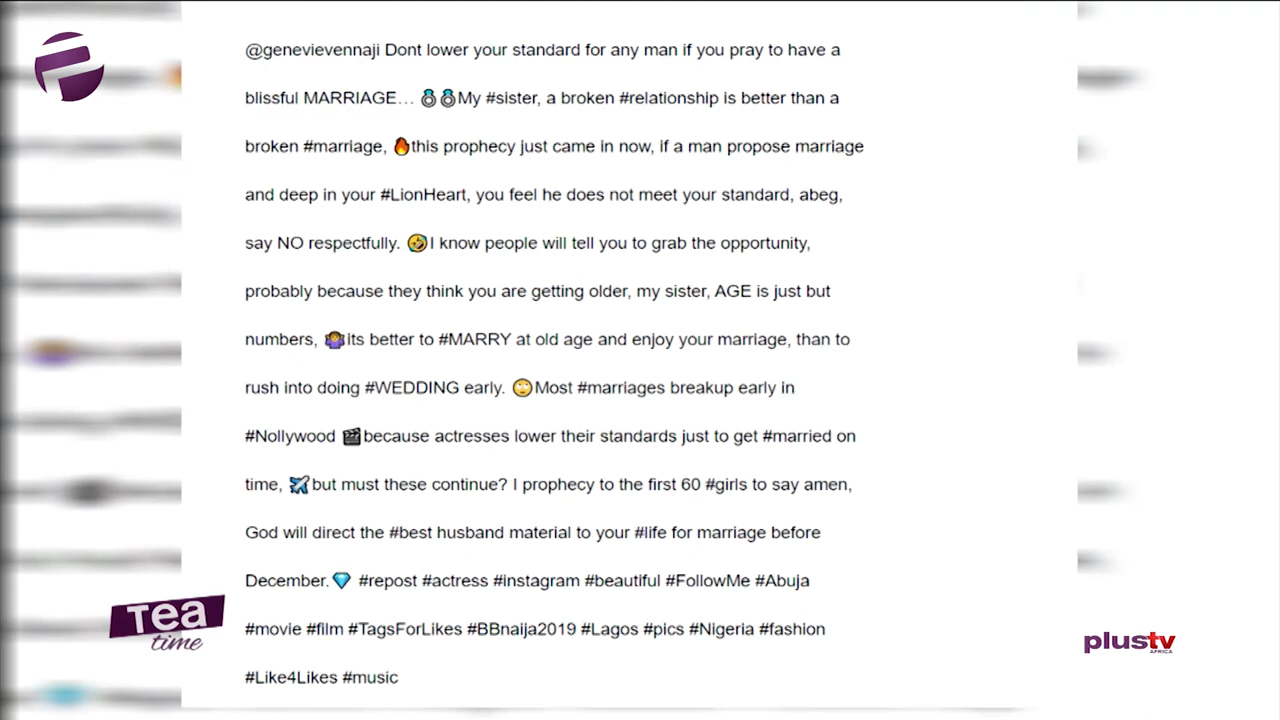 @genevievennaji Dont lower your standard for any man if you pray to have a
blissful MARRIAGE… 💍💍My #sister, a broken #relationship is better than a
broken #marriage, 🔥this prophecy just came in now, if a man propose marriage
and deep in your #LionHeart, you feel he does not meet your standard, abeg,
say NO respectfully. 🤣I know people will tell you to grab the opportunity,
probably because they think you are getting older, my sister, AGE is just but
numbers, 🤷🏽‍♀️its better to #MARRY at old age and enjoy your marriage, than to
rush into doing #WEDDING early. 🙄Most #marriages breakup early in
#Nollywood 🎬because actresses lower their standards just to get #married on
time, ✈️but must these continue? I prophecy to the first 60 #girls to say amen,
God will direct the #best husband material to your #life for marriage before
December.💎 #repost #actress #instagram #beautiful #FollowMe #Abuja
#movie #film #TagsForLikes #BBnaija2019 #Lagos #pics #Nigeria #fashion
#Like4Likes #music
Tea
time
plustv
AFRICA